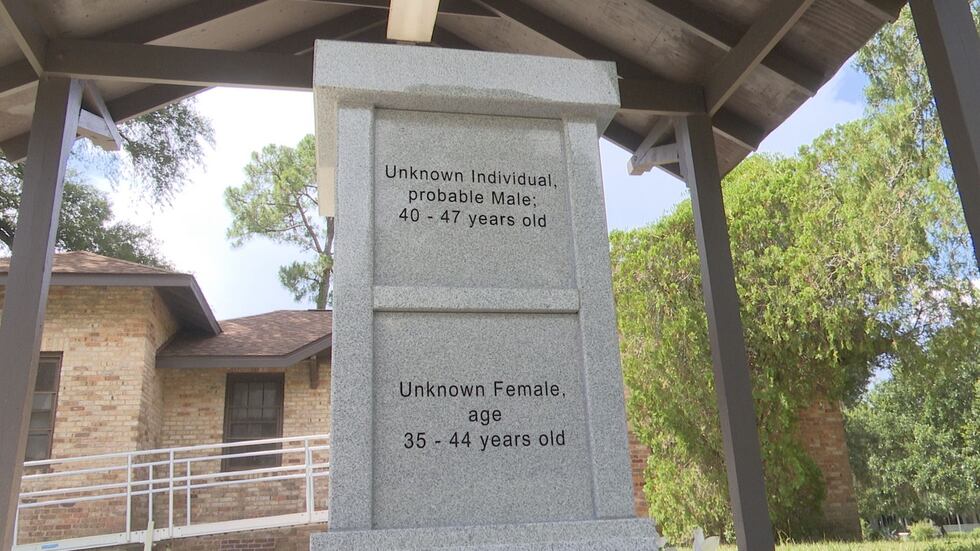 Unknown Individual,
probable Male;
40 - 47 years old
Unknown Female,
age
35 - 44 years old